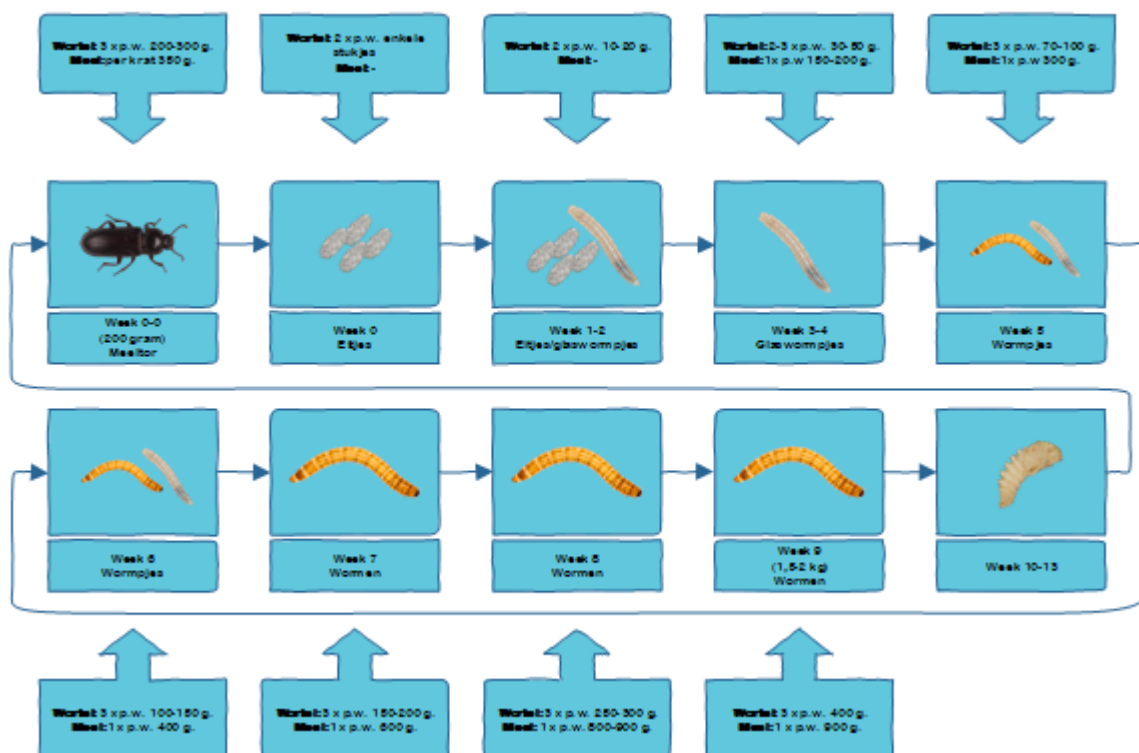 Wortel: 3 x p.w. 200-300 g.
Meel: per krat 350 g.
Wortel: 2 x p.w. enkele
stukjes
Meel: -
Wortel: 2 x p.w. 10-20 g.
Meel: -
Wortel: 2-3 x p.w. 30-50 g.
Meel: 1x p.w 150-200 g.
Wortel: 3 x p.w. 70-100 g.
Meel: 1x p.w 300 g.
Week 0-0
(200 gram)
Meeltor
Week 0
Eitjes
Week 1-2
Eitjes/glaswormpjes
Week 3-4
Glaswormpjes
Week 5
Wormpjes
Week 6
Wormpjes
Week 7
Wormen
Week 8
Wormen
Week 9
(1,5-2 kg)
Wormen
Week 10-13
Wortel: 3 x p.w. 100-150 g.
Meel: 1 x p.w. 400 g.
Wortel: 3 x p.w. 150-200 g.
Meel: 1 x p.w. 600 g.
Wortel: 3 x p.w. 250-300 g.
Meel: 1 x p.w. 800-900 g.
Wortel: 3 x p.w. 400 g.
Meel: 1 x p.w. 900 g.